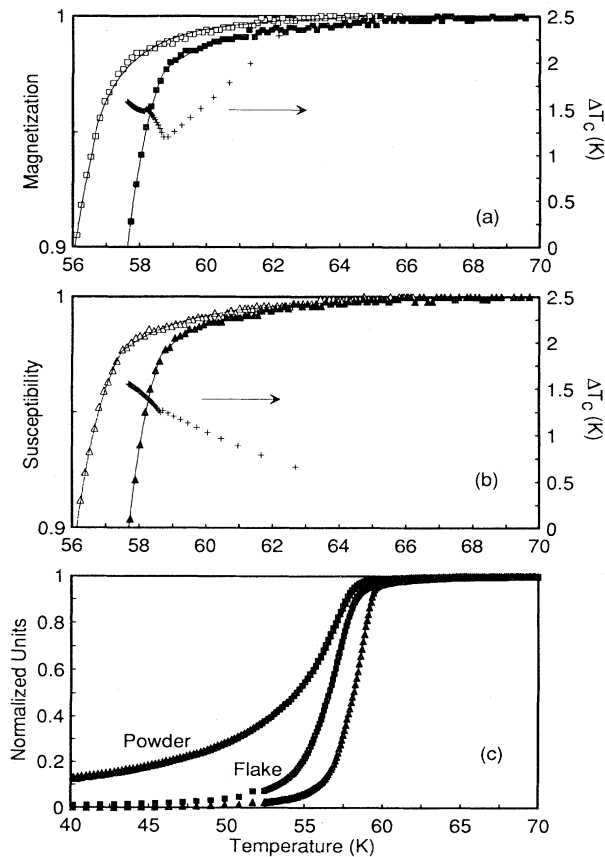 1
0.9
Magnetization
2.5
2
1.5
1
0.5
0
ΔTc (K)
(a)
56 58 60 62 64 66 68 70
1
0.9
Susceptibility
2.5
2
1.5
1
0.5
0
ΔTc (K)
(b)
56 58 60 62 64 66 68 70
1
0.8
0.6
0.4
0.2
0
Normalized Units
Powder
Flake
(c)
40 45 50 55 60 65 70
Temperature (K)